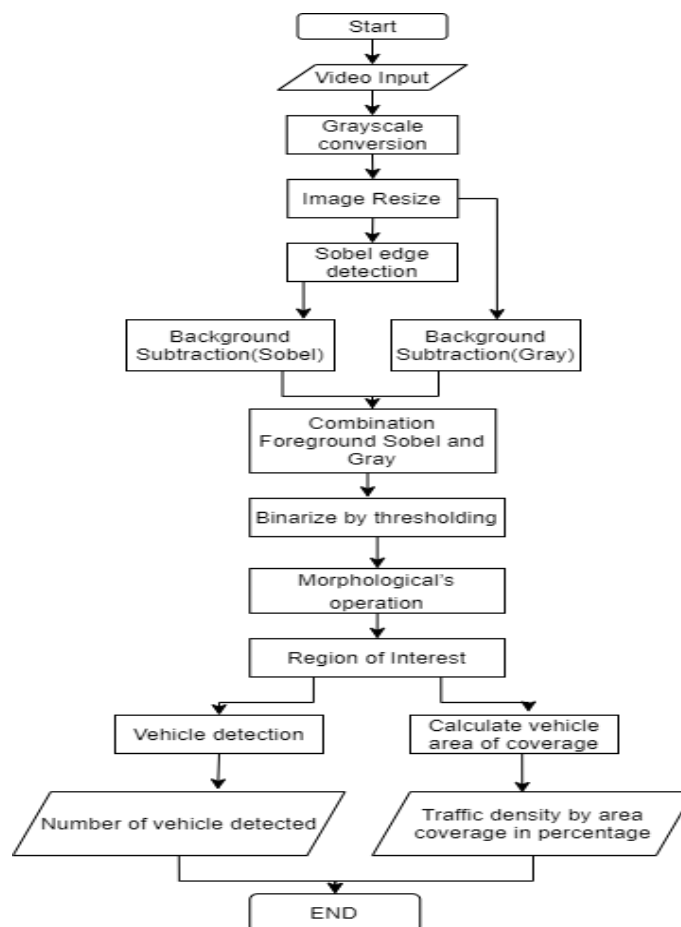 Start
Video Input
Grayscale
conversion
Image Resize
Sobel edge
detection
Background
Subtraction(Sobel)
Background
Subtraction(Gray)
Combination
Foreground Sobel and
Gray
Binarize by thresholding
Morphological's
operation
Region of Interest
Vehicle detection
Calculate vehicle
area of coverage
Number of vehicle detected
Traffic density by area
coverage in percentage
END